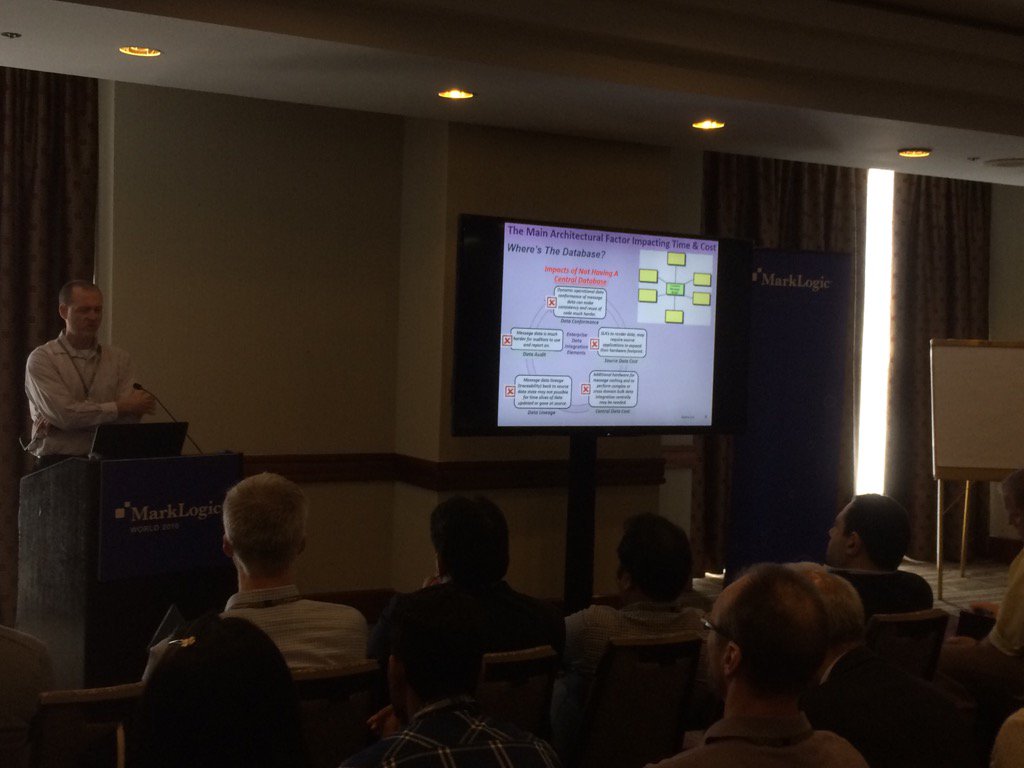 The Main Architectural Factor Impacting Time & Cost
Where's The Database?
Impacts of Not Having A
Central Database
Dynamic operational data
conformance of message
data can make
consistency and reuse of
code much harder.
Data Conformance
Message data is much
harder for auditors to use
and report on.
Data Audit
Enterprise
Data
Integration
Elements
SLA's to render data, may
require source
applications to expand
their hardware footprint
Source Data Cost
Message data lineage
(traceability) back to source
data state may not possible
for time slices of data
updated or gone at source
Data Lineage
Additional hardware for
message caching and to
perform complex or
cross domain bulk data
integration centrally
may be needed
Central Data Cost
MarkLogic
MarkLogic
WORLD 2015